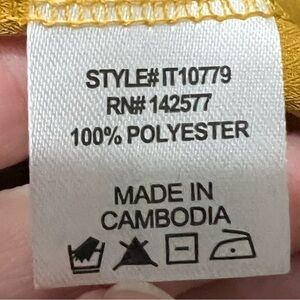 STYLE# IT10779
RN# 142577
100% POLYESTER
MADE IN
CAMBODIA